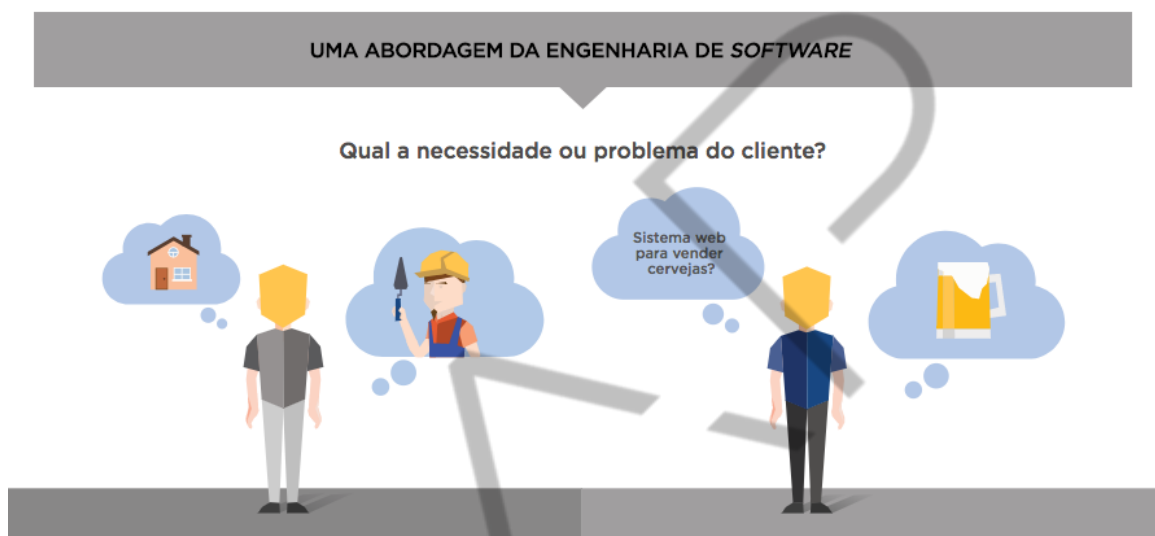 UMA ABORDAGEM DA ENGENHARIA DE SOFTWARE
Qual a necessidade ou problema do cliente?
Sistema web
para vender
cervejas?